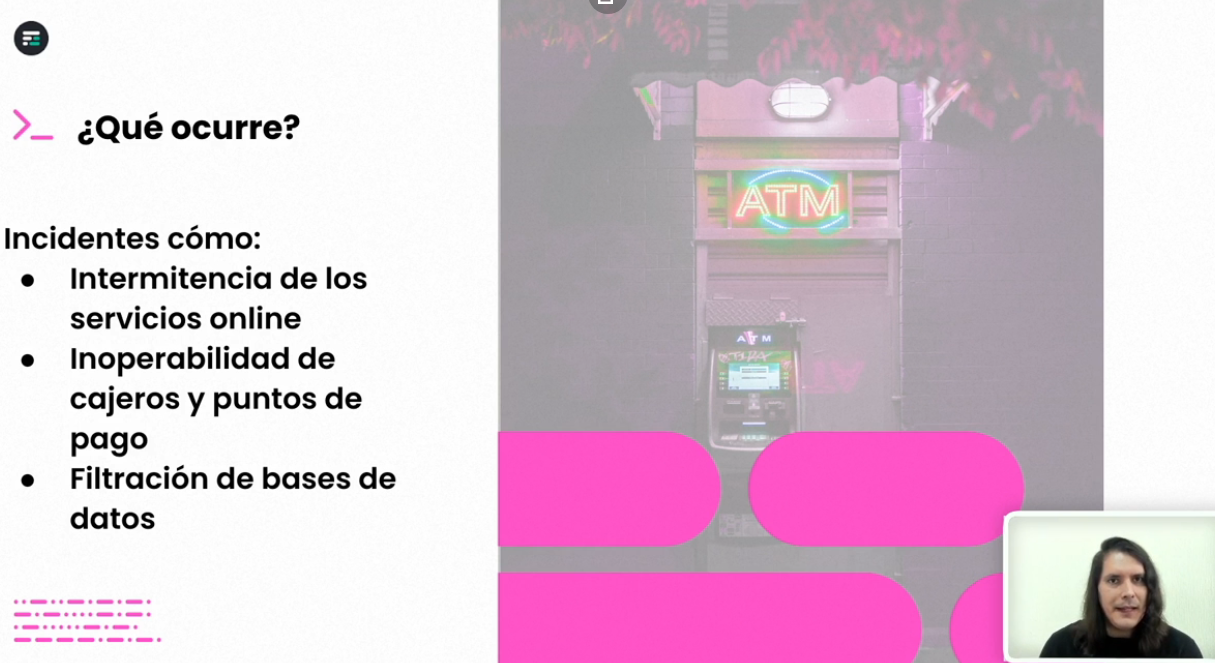 ¿Qué ocurre?
Incidentes cómo:
● Intermitencia de los
servicios online
● Inoperabilidad de
cajeros y puntos de
pago
● Filtración de bases de
datos
ATM
ATM